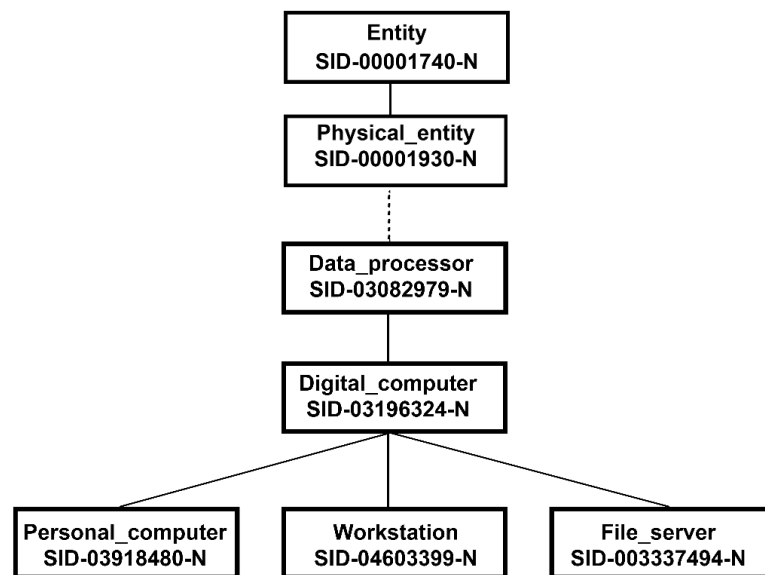 Entity
SID-00001740-N
Physical_entity
SID-00001930-N
Data_processor
SID-03082979-N
Digital_computer
SID-03196324-N
Personal_computer
SID-03918480-N
Workstation
SID-04603399-N
File_server
SID-003337494-N